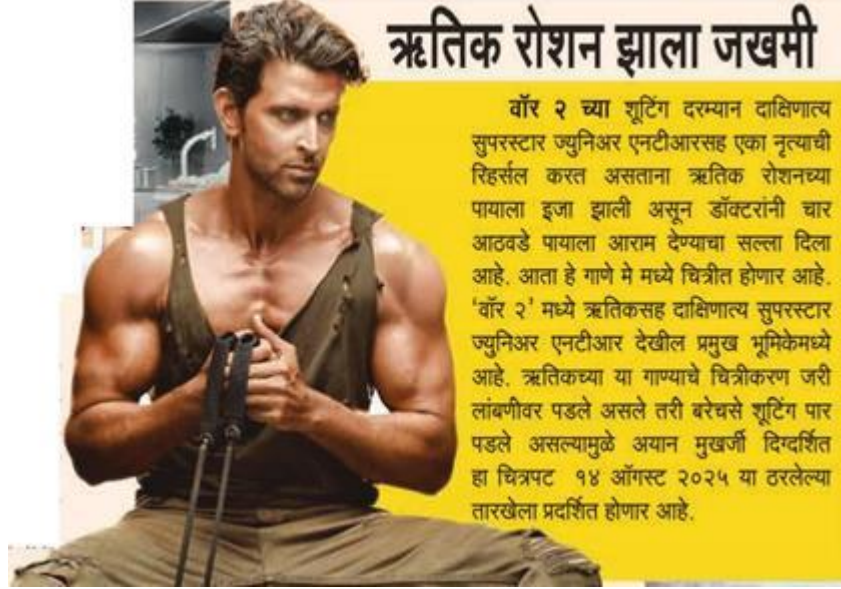 ऋतिक रोशन झाला जखमी
वॉर २ च्या शूटिंग दरम्यान दाक्षिणात्य
सुपरस्टार ज्युनिअर एनटीआरसह एका नृत्याची
रिहर्सल करत असताना ऋतिक रोशनच्या
पायाला इजा झाली असून डॉक्टरांनी चार
आठवडे पायाला आराम देण्याचा सल्ला दिला
आहे. आता हे गाणे मे मध्ये चित्रीत होणार आहे.
'वॉर २' मध्ये ऋतिकसह दाक्षिणात्य सुपरस्टार
ज्युनिअर एनटीआर देखील प्रमुख भूमिकेमध्ये
आहे. ऋतिकच्या या गाण्याचे चित्रीकरण जरी
लांबणीवर पडले असले तरी बरेचसे शूटिंग पार
पडले असल्यामुळे अयान मुखर्जी दिग्दर्शित
हा चित्रपट १४ ऑगस्ट २०२५ या ठरलेल्या
तारखेला प्रदर्शित होणार आहे.